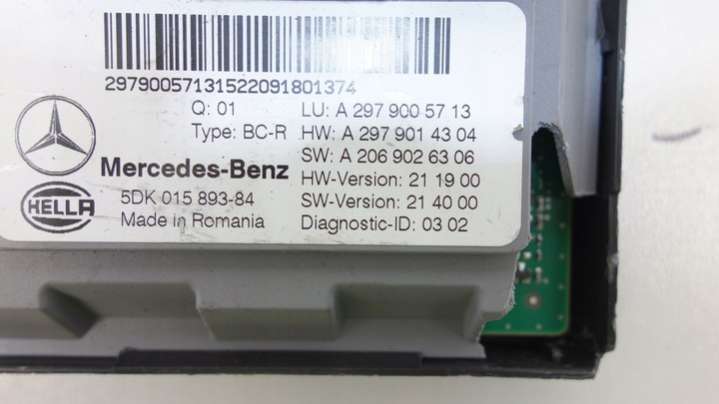 29790057131522091801374
Q: 01 LU: A 297 900 57 13
Type: BC-R HW: A 297 901 43 04
Mercedes-Benz SW: A 206 902 63 06
HW-Version: 21 19 00
HELLA 5DK 015 893-84 SW-Version: 21 40 00
Made in Romania Diagnostic-ID: 03 02